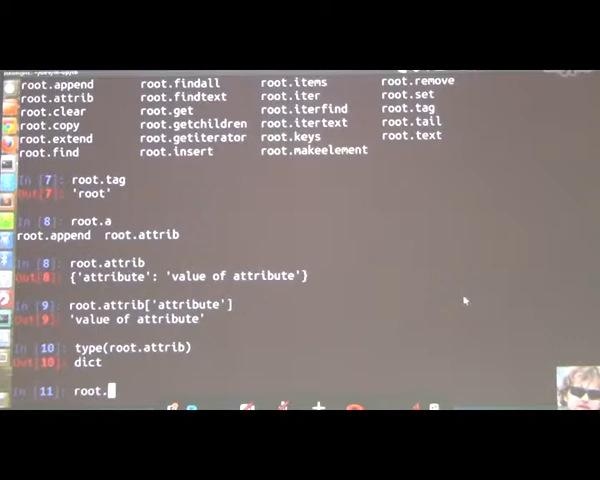 root.append root.findall root.items root.remove
root.attrib root.findtext root.iter root.set
root.clear root.get root.iterfind root.tag
root.copy root.getchildren root.itertext root.tail
root.extend root.getiterator root.keys root.text
root.find root.insert root.makeelement
In [7]: root.tag
Out[7]: 'root'
In [8]: root.a
root.append root.attrib
In [8]: root.attrib
Out[8]: {'attribute': 'value of attribute'}
In [9]: root.attrib['attribute']
Out[9]: 'value of attribute'
In [10]: type(root.attrib)
Out[10]: dict
In [11]: root.